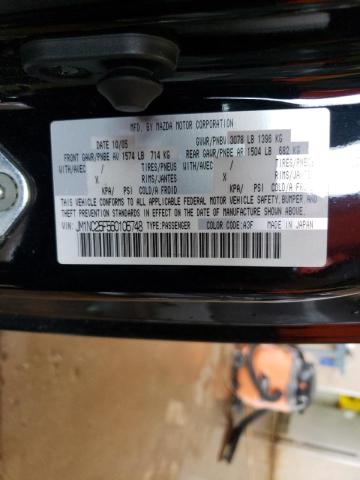 MFD. BY MAZDA MOTOR CORPORATION
DATE 10/05 GVWR/PNBV 3078 LB 1396 KG
FRONT GAWR/PNBE AV 1574 LB 714 KG REAR GAWR/PNBE AR 1504 LB 682 KG
WITH/AVEC / TIRES/PNEUS WITH/AVEC / TIRES/PNEUS
X RIMS/JANTES X RIMS/JANTES
KPA/ PSI COLD/A FROID KPA/ PSI COLD/A FROID
THIS VEHICLE CONFORMS TO ALL APPLICABLE FEDERAL MOTOR VEHICLE SAFETY, BUMPER, AND
THEFT PREVENTION STANDARDS IN EFFECT ON THE DATE OF MANUFACTURE SHOWN ABOVE.
VIN: JM1NC25F560105748 TYPE:PASSENGER COLOR CODE: A3F MADE IN JAPAN